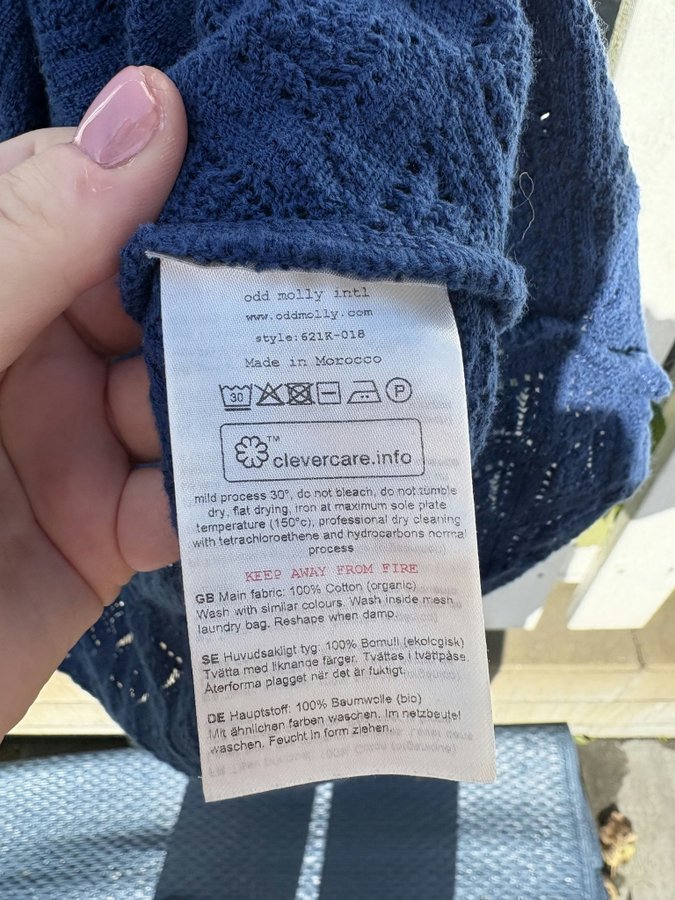 odd molly intl
www.oddmolly.com
style:621K-018
Made in Morocco
30 P
™
clevercare.info
mild process 30°, do not bleach, do not tumble
dry, flat drying, iron at maximum sole plate
temperature (150°c), professional dry cleaning
with tetrachloroethene and hydrocarbons normal
process
KEEP AWAY FROM FIRE
GB Main fabric: 100% Cotton (organic)
Wash with similar colours. Wash inside mesh
laundry bag. Reshape when damp.
SE Huvudsakligt tyg: 100% Bomull (ekologisk)
Tvätta med liknande färger. Tvättas i tvättpåse.
Återforma plagget när det är fuktigt.
DE Hauptstoff: 100% Baumwolle (bio)
Mit ähnlichen farben waschen. Im netzbeutel
waschen. Feucht in form ziehen.